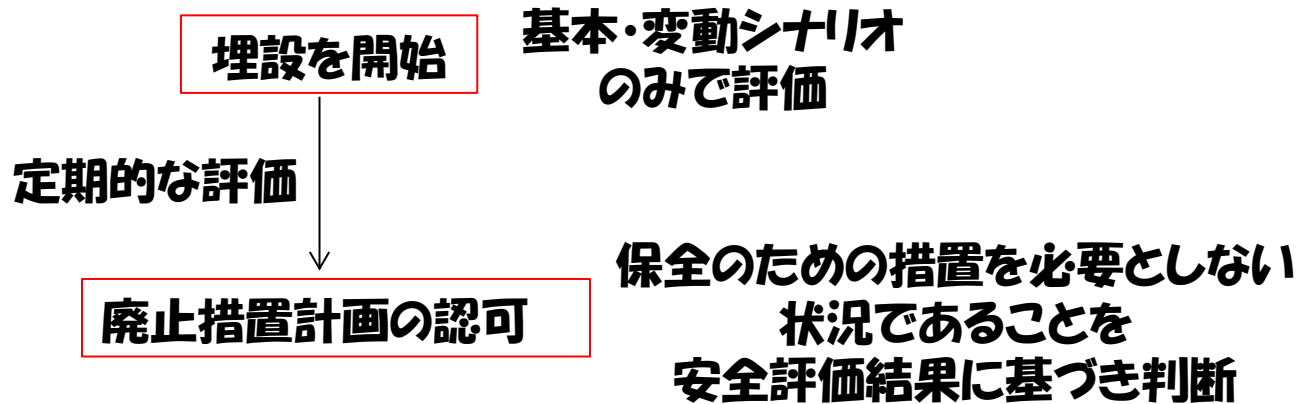 埋設を開始
基本・変動シナリオ
のみで評価
定期的な評価
廃止措置計画の認可
保全のための措置を必要としない
状況であることを
安全評価結果に基づき判断